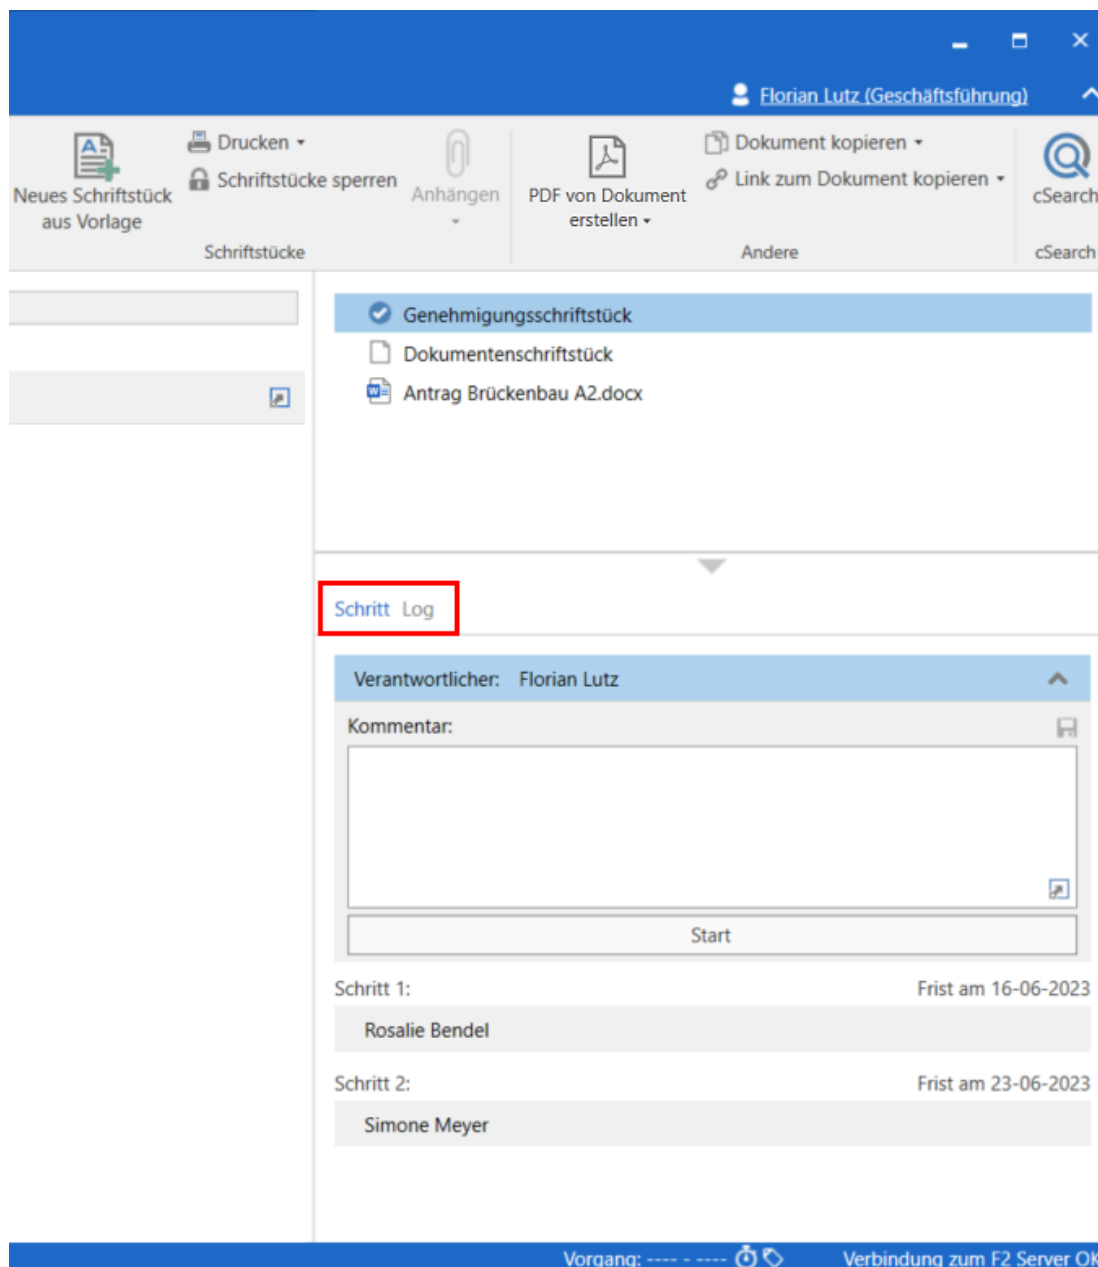 Florian Lutz (Geschäftsführung)
Neues Schriftstück
aus Vorlage
Drucken
Schriftstücke sperren
Anhängen
Schriftstücke
PDF von Dokument
erstellen
Dokument kopieren
Link zum Dokument kopieren
Andere
cSearch
cSearch
Genehmigungsschriftstück
Dokumentenschriftstück
Antrag Brückenbau A2.docx
Schritt Log
Verantwortlicher: Florian Lutz
Kommentar:
Start
Schritt 1: Frist am 16-06-2023
Rosalie Bendel
Schritt 2: Frist am 23-06-2023
Simone Meyer
Vorgang: ---- - ---- Verbindung zum F2 Server OK